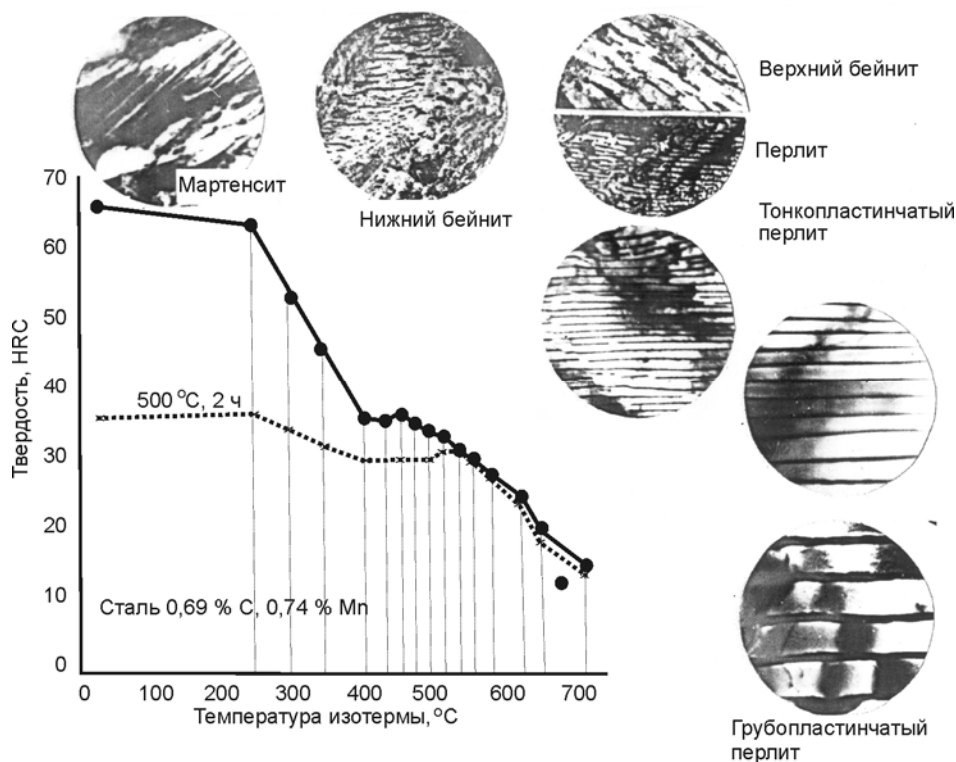 Верхний бейнит
Перлит
Мартенсит
Нижний бейнит
Тонкопластинчатый
перлит
Твердость, HRC
70
60
50
40
30
20
10
0
500 °C, 2 ч
Сталь 0,69 % C, 0,74 % Mn
0 100 200 300 400 500 600 700
Температура изотермы, °C
Грубопластинчатый
перлит